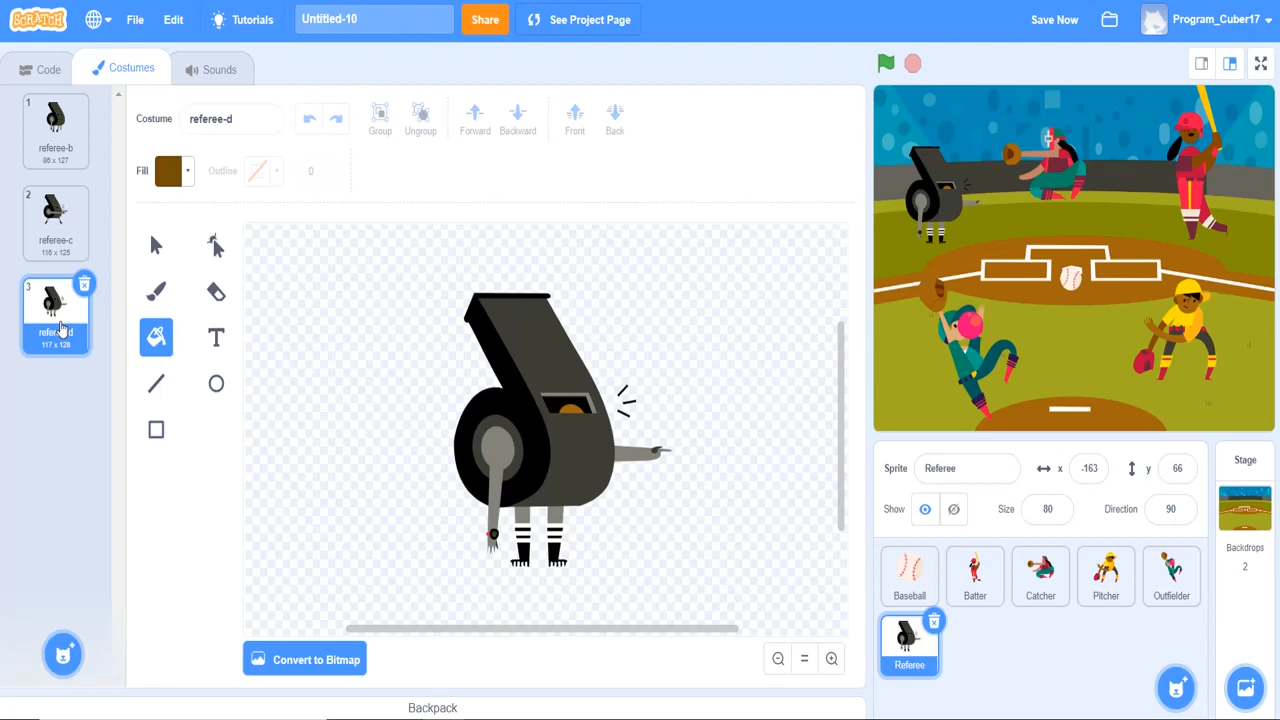 SCRATCH File Edit Tutorials Untitled-10 Share See Project Page Save Now Program_Cuber17
Code Costumes Sounds
1
referee-b
86 x 127
2
referee-c
116 x 125
3
117 x 128
Costume referee-d Group Ungroup Forward Backward Front Back
Fill Outline 0
Convert to Bitmap
Backpack
Sprite Referee x -163 y 66
Show Size 80 Direction 90
Baseball Batter Catcher Pitcher Outfielder
Referee
Stage
Backdrops
2